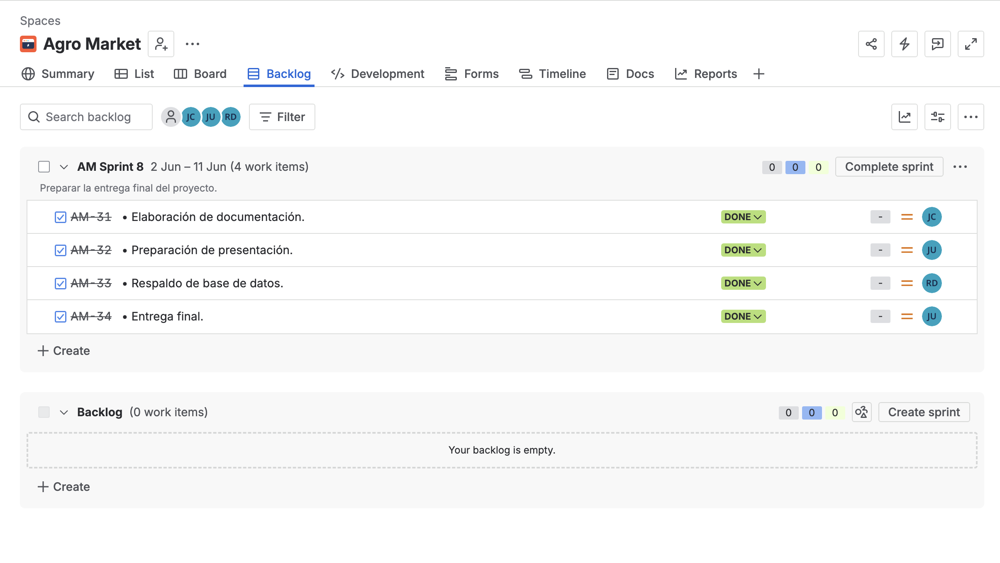 Spaces
Agro Market
Summary List Board Backlog Development Forms Timeline Docs Reports
Search backlog JC JU RD Filter
AM Sprint 8 2 Jun – 11 Jun (4 work items) 0 0 0 Complete sprint
Preparar la entrega final del proyecto.
AM-31 • Elaboración de documentación. DONE - JC
AM-32 • Preparación de presentación. DONE - JU
AM-33 • Respaldo de base de datos. DONE - RD
AM-34 • Entrega final. DONE - JU
Create
Backlog (0 work items) 0 0 0 Create sprint
Your backlog is empty.
Create